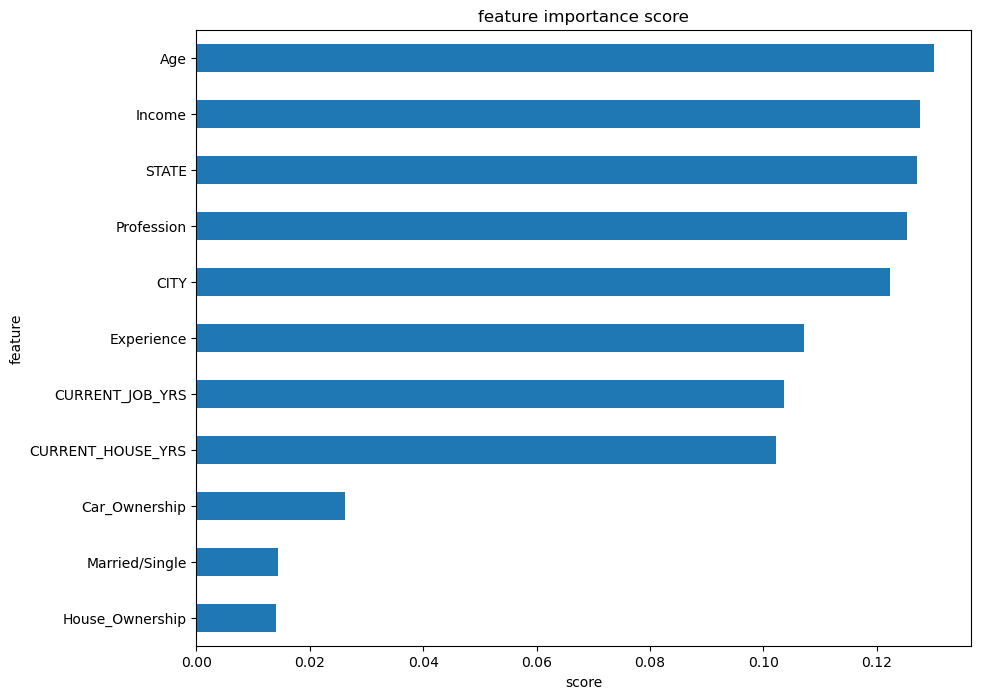 feature importance score
Age
Income
STATE
Profession
CITY
Experience
CURRENT_JOB_YRS
CURRENT_HOUSE_YRS
Car_Ownership
Married/Single
House_Ownership
feature
0.00 0.02 0.04 0.06 0.08 0.10 0.12
score